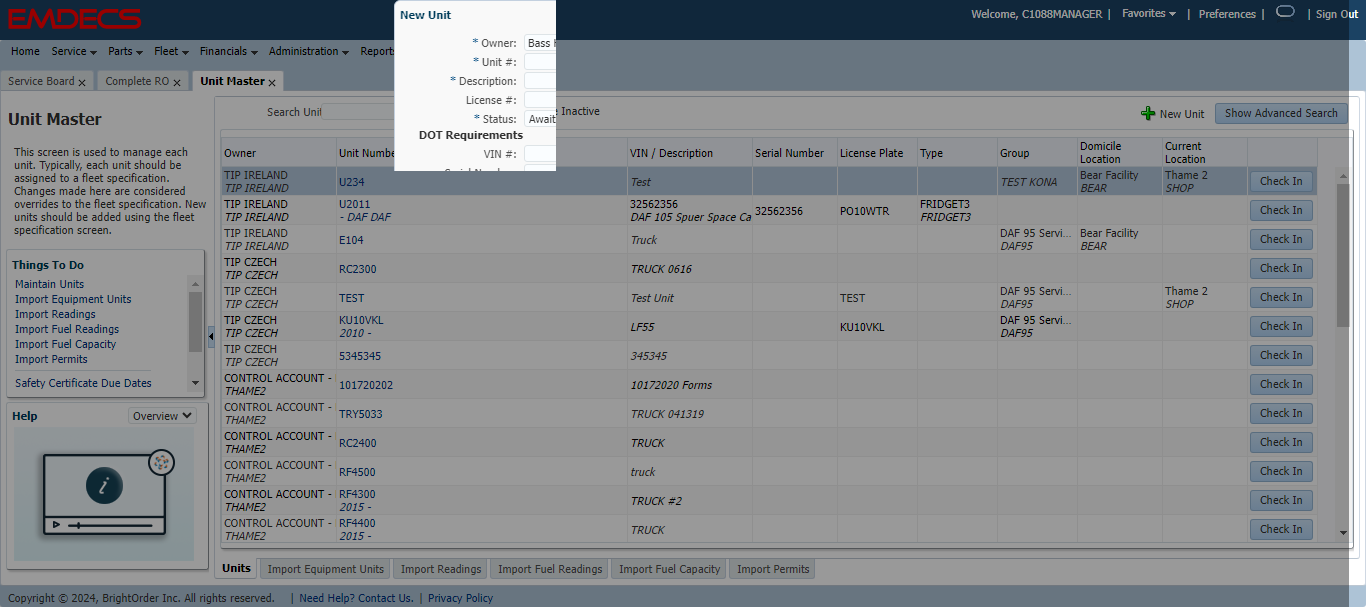 EMDECS
Welcome, C1088MANAGER | Favorites | Preferences | | Sign Out
Home Service Parts Fleet Financials Administration
Service Board x Complete RO x Unit Master x
New Unit
* Owner: Bass
* Unit #:
* Description:
License #:
* Status:
DOT Requirements
VIN #:
Unit Master
This screen is used to manage each
unit. Typically, each unit should be
assigned to a fleet specification.
Changes made here are considered
overrides to the fleet specification. New
units should be added using the fleet
specification screen.
Things To Do
Maintain Units
Import Equipment Units
Import Readings
Import Fuel Readings
Import Fuel Capacity
Import Permits
Safety Certificate Due Dates
Help Overview
Search Unit Inactive New Unit Show Advanced Search
Owner VIN / Description Serial Number License Plate Type Group Domicile Location Current Location
TIP IRELAND U234 Bear Facility Thame 2 Check In
TIP IRELAND Test TEST KONA BEAR SHOP
TIP IRELAND U2011 32562356 32562356 PO10WTR FRIDGET3 Check In
TIP IRELAND - DAF DAF DAF 105 Spuer Space Ca FRIDGET3
TIP IRELAND E104 Truck DAF 95 Servi... Bear Facility Check In
TIP IRELAND DAF95 BEAR
TIP CZECH RC2300 TRUCK 0616 Check In
TIP CZECH
TIP CZECH TEST Test Unit TEST DAF 95 Servi... Thame 2 Check In
TIP CZECH DAF95 SHOP
TIP CZECH KU10VKL LF55 KU10VKL DAF 95 Servi... Check In
TIP CZECH 2010 - DAF95
TIP CZECH 5345345 345345 Check In
TIP CZECH
CONTROL ACCOUNT - 101720202 10172020 Forms Check In
THAME2
CONTROL ACCOUNT - TRY5033 TRUCK 041319 Check In
THAME2
CONTROL ACCOUNT - RC2400 TRUCK Check In
THAME2
CONTROL ACCOUNT - RF4500 truck Check In
THAME2
CONTROL ACCOUNT - RF4300 TRUCK #2 Check In
THAME2 2015 -
CONTROL ACCOUNT - RF4400 TRUCK Check In
THAME2 2015 -
Units Import Equipment Units Import Readings Import Fuel Readings Import Fuel Capacity Import Permits
Copyright © 2024, BrightOrder Inc. All rights reserved. | Need Help? Contact Us. | Privacy Policy